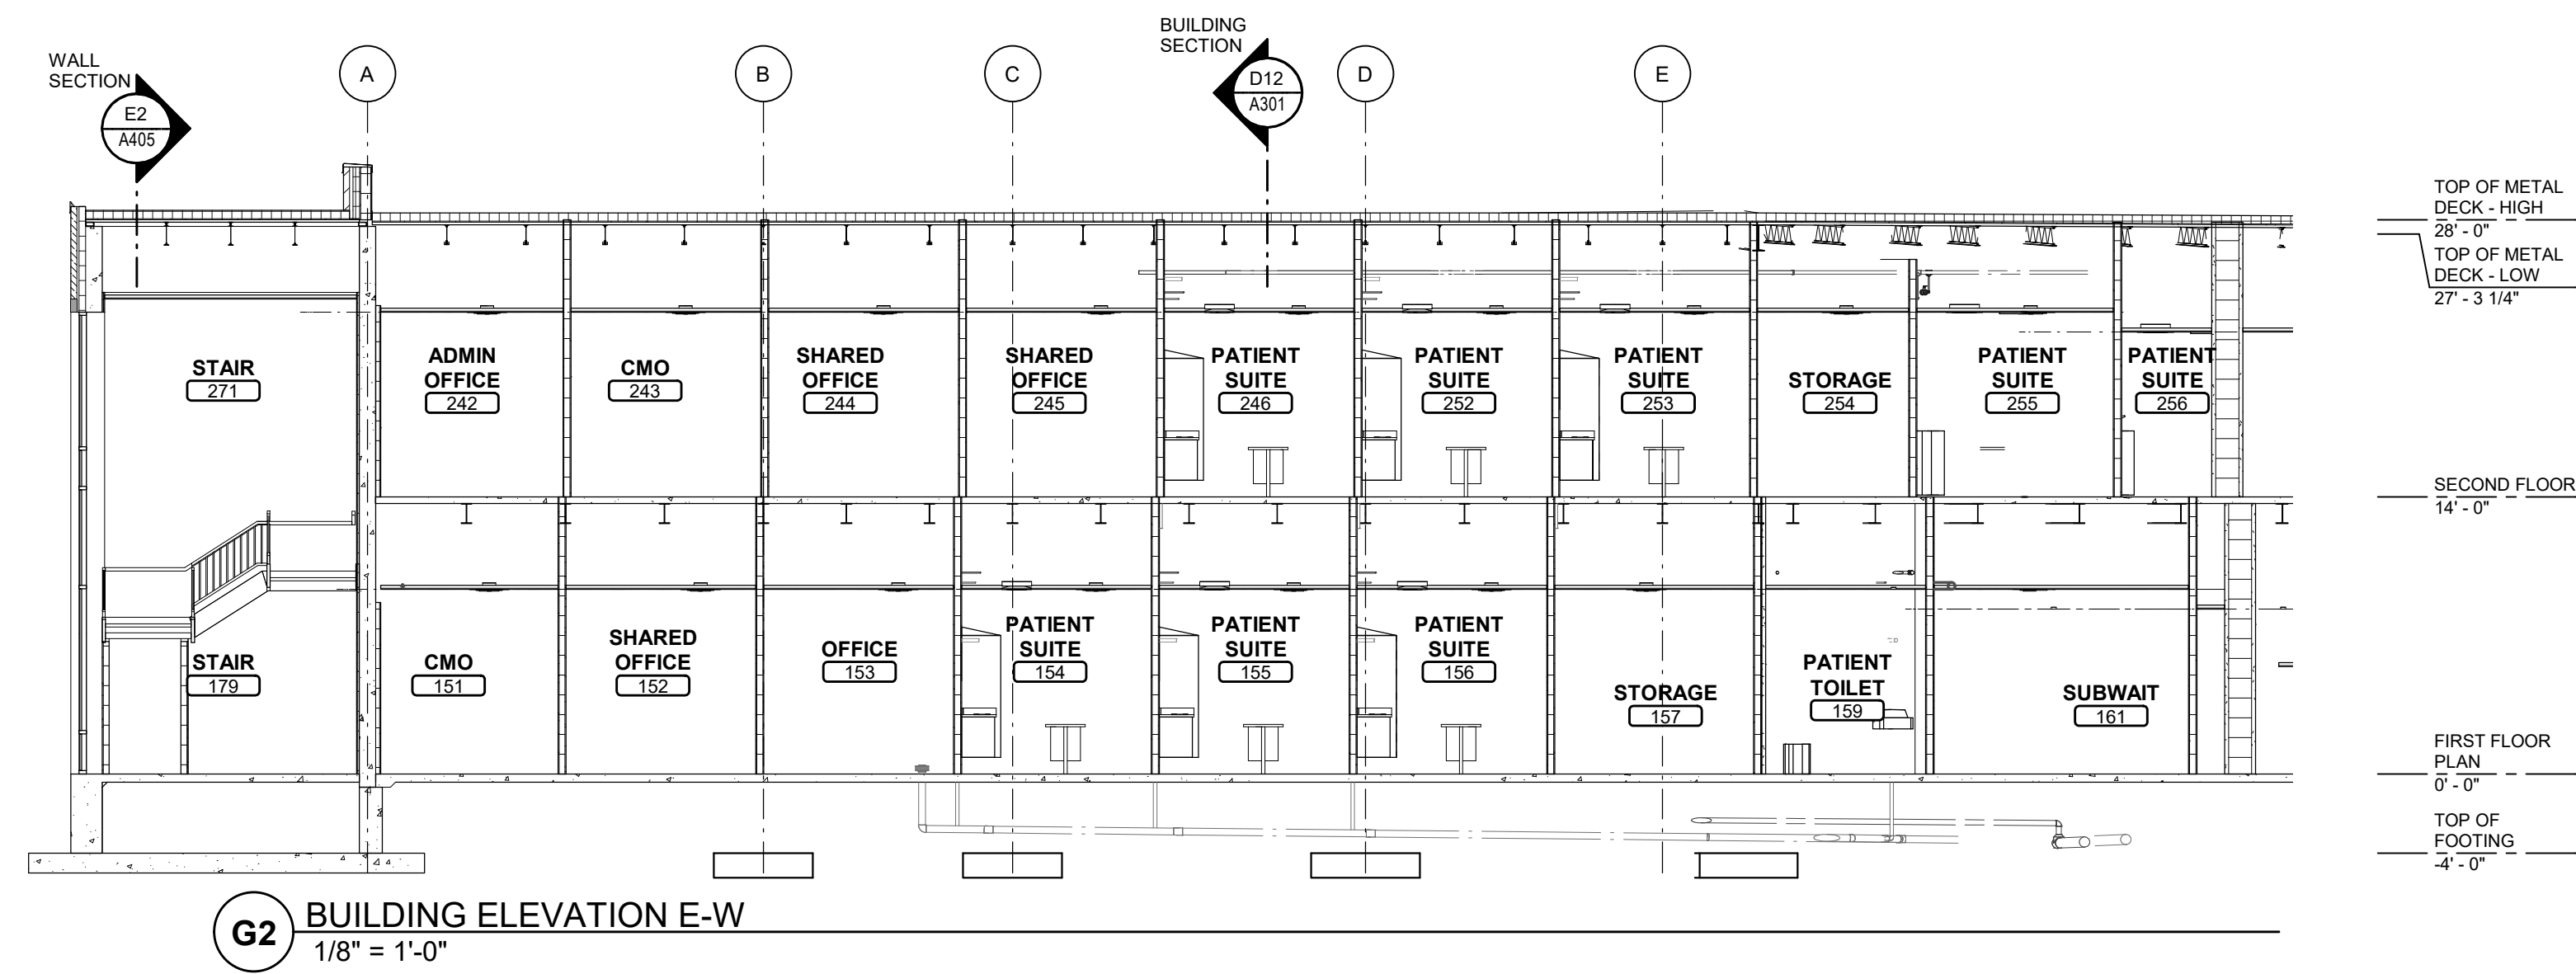 BUILDING
SECTION
WALL
SECTION
A
B
C
D12
A301
D
E
E2
A405
TOP OF METAL
DECK - HIGH
28' - 0"
TOP OF METAL
DECK - LOW
27' - 3 1/4"
STAIR
271
ADMIN
OFFICE
242
CMO
243
SHARED
OFFICE
244
SHARED
OFFICE
245
PATIENT
SUITE
246
PATIENT
SUITE
252
PATIENT
SUITE
253
STORAGE
254
PATIENT
SUITE
255
PATIENT
SUITE
256
SECOND FLOOR
14' - 0"
STAIR
179
CMO
151
SHARED
OFFICE
152
OFFICE
153
PATIENT
SUITE
154
PATIENT
SUITE
155
PATIENT
SUITE
156
STORAGE
157
PATIENT
TOILET
159
SUBWAIT
161
FIRST FLOOR
PLAN
0' - 0"
TOP OF
FOOTING
-4' - 0"
G2
BUILDING ELEVATION E-W
1/8" = 1'-0"